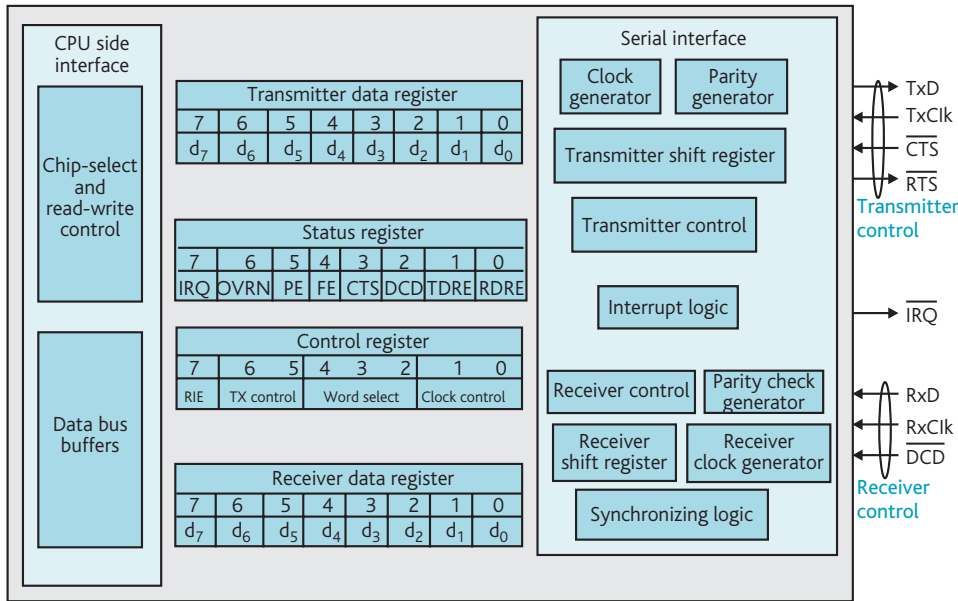 CPU side
interface
Chip-select
and
read-write
control
Data bus
buffers
Transmitter data register
7 6 5 4 3 2 1 0
d₇ d₆ d₅ d₄ d₃ d₂ d₁ d₀
Status register
7 6 5 4 3 2 1 0
IRQ OVRN PE FE CTS DCD TDRE RDRE
Control register
7 6 5 4 3 2 1 0
RIE TX control Word select Clock control
Receiver data register
7 6 5 4 3 2 1 0
d₇ d₆ d₅ d₄ d₃ d₂ d₁ d₀
Serial interface
Clock
generator
Parity
generator
Transmitter shift register
Transmitter control
Interrupt logic
Receiver control
Parity check
generator
Receiver
shift register
Receiver
clock generator
Synchronizing logic
TxD
TxClk
C̅T̅S̅
R̅T̅S̅
Transmitter
control
I̅R̅Q̅
RxD
RxClk
D̅C̅D̅
Receiver
control